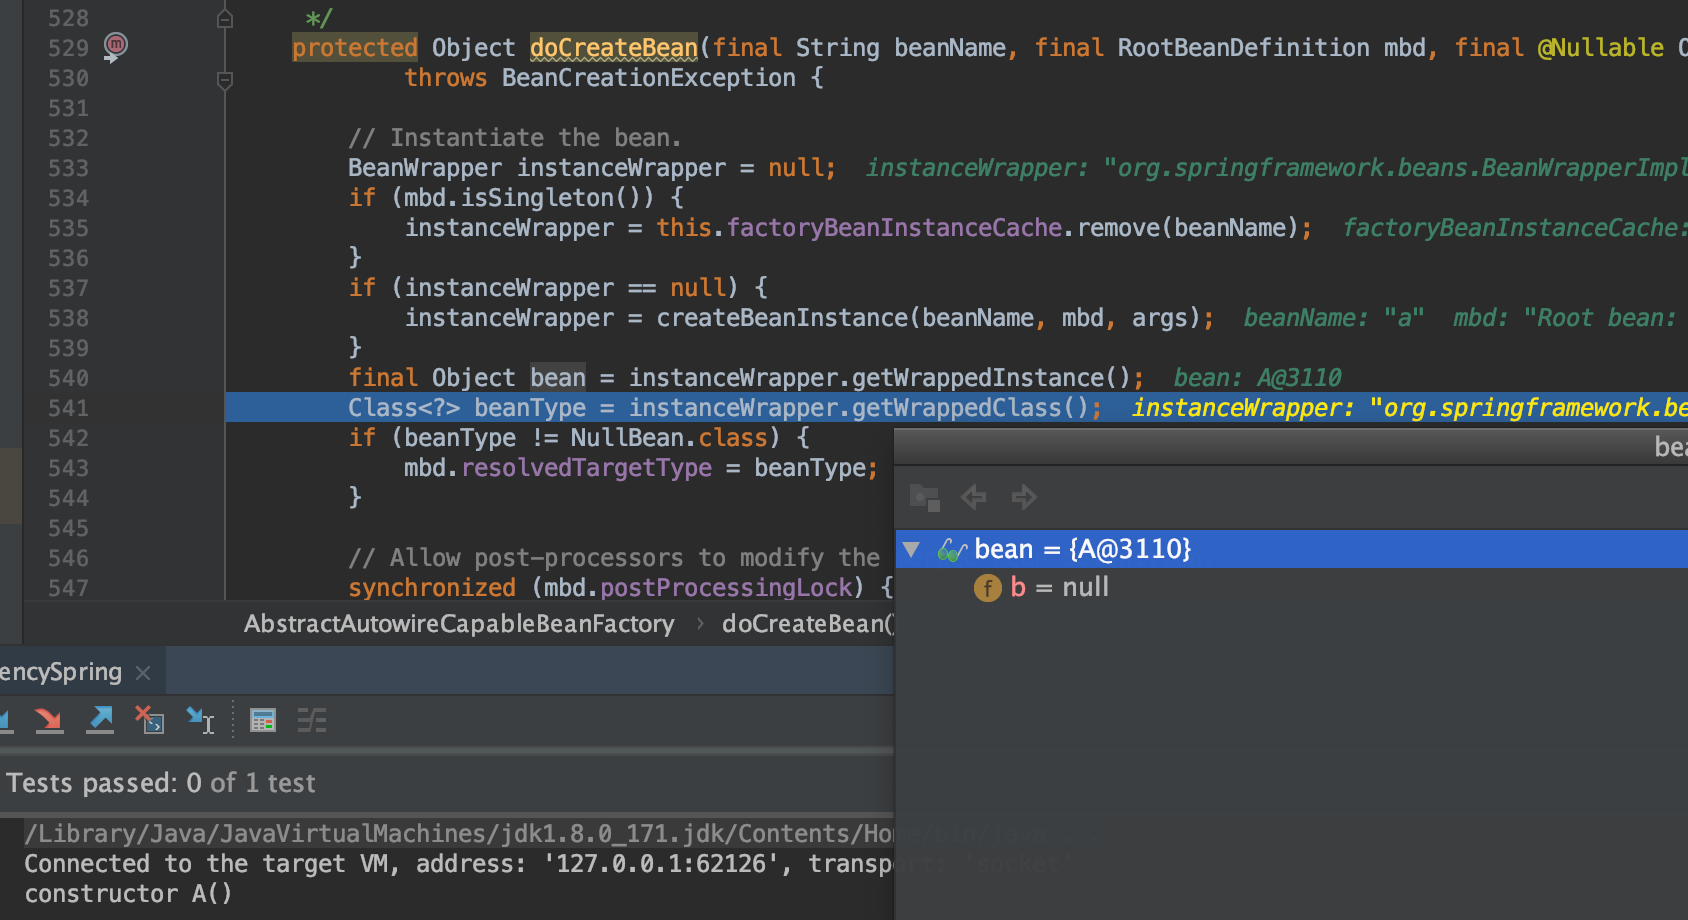 528 */
529 protected Object doCreateBean(final String beanName, final RootBeanDefinition mbd, final @Nullable O
530 throws BeanCreationException {
531
532 // Instantiate the bean.
533 BeanWrapper instanceWrapper = null; instanceWrapper: "org.springframework.beans.BeanWrapperImpl
534 if (mbd.isSingleton()) {
535 instanceWrapper = this.factoryBeanInstanceCache.remove(beanName); factoryBeanInstanceCache:
536 }
537 if (instanceWrapper == null) {
538 instanceWrapper = createBeanInstance(beanName, mbd, args); beanName: "a" mbd: "Root bean:
539 }
540 final Object bean = instanceWrapper.getWrappedInstance(); bean: A@3110
541 Class<?> beanType = instanceWrapper.getWrappedClass(); instanceWrapper: "org.springframework.be
542 if (beanType != NullBean.class) {
543 mbd.resolvedTargetType = beanType;
544 }
545
546 // Allow post-processors to modify the
547 synchronized (mbd.postProcessingLock) {
AbstractAutowireCapableBeanFactory › doCreateBean()
bea
bean = {A@3110}
f b = null
encySpring ×
Tests passed: 0 of 1 test
/Library/Java/JavaVirtualMachines/jdk1.8.0_171.jdk/Contents/Home/bin/java ...
Connected to the target VM, address: '127.0.0.1:62126', transport: 'socket'
constructor A()